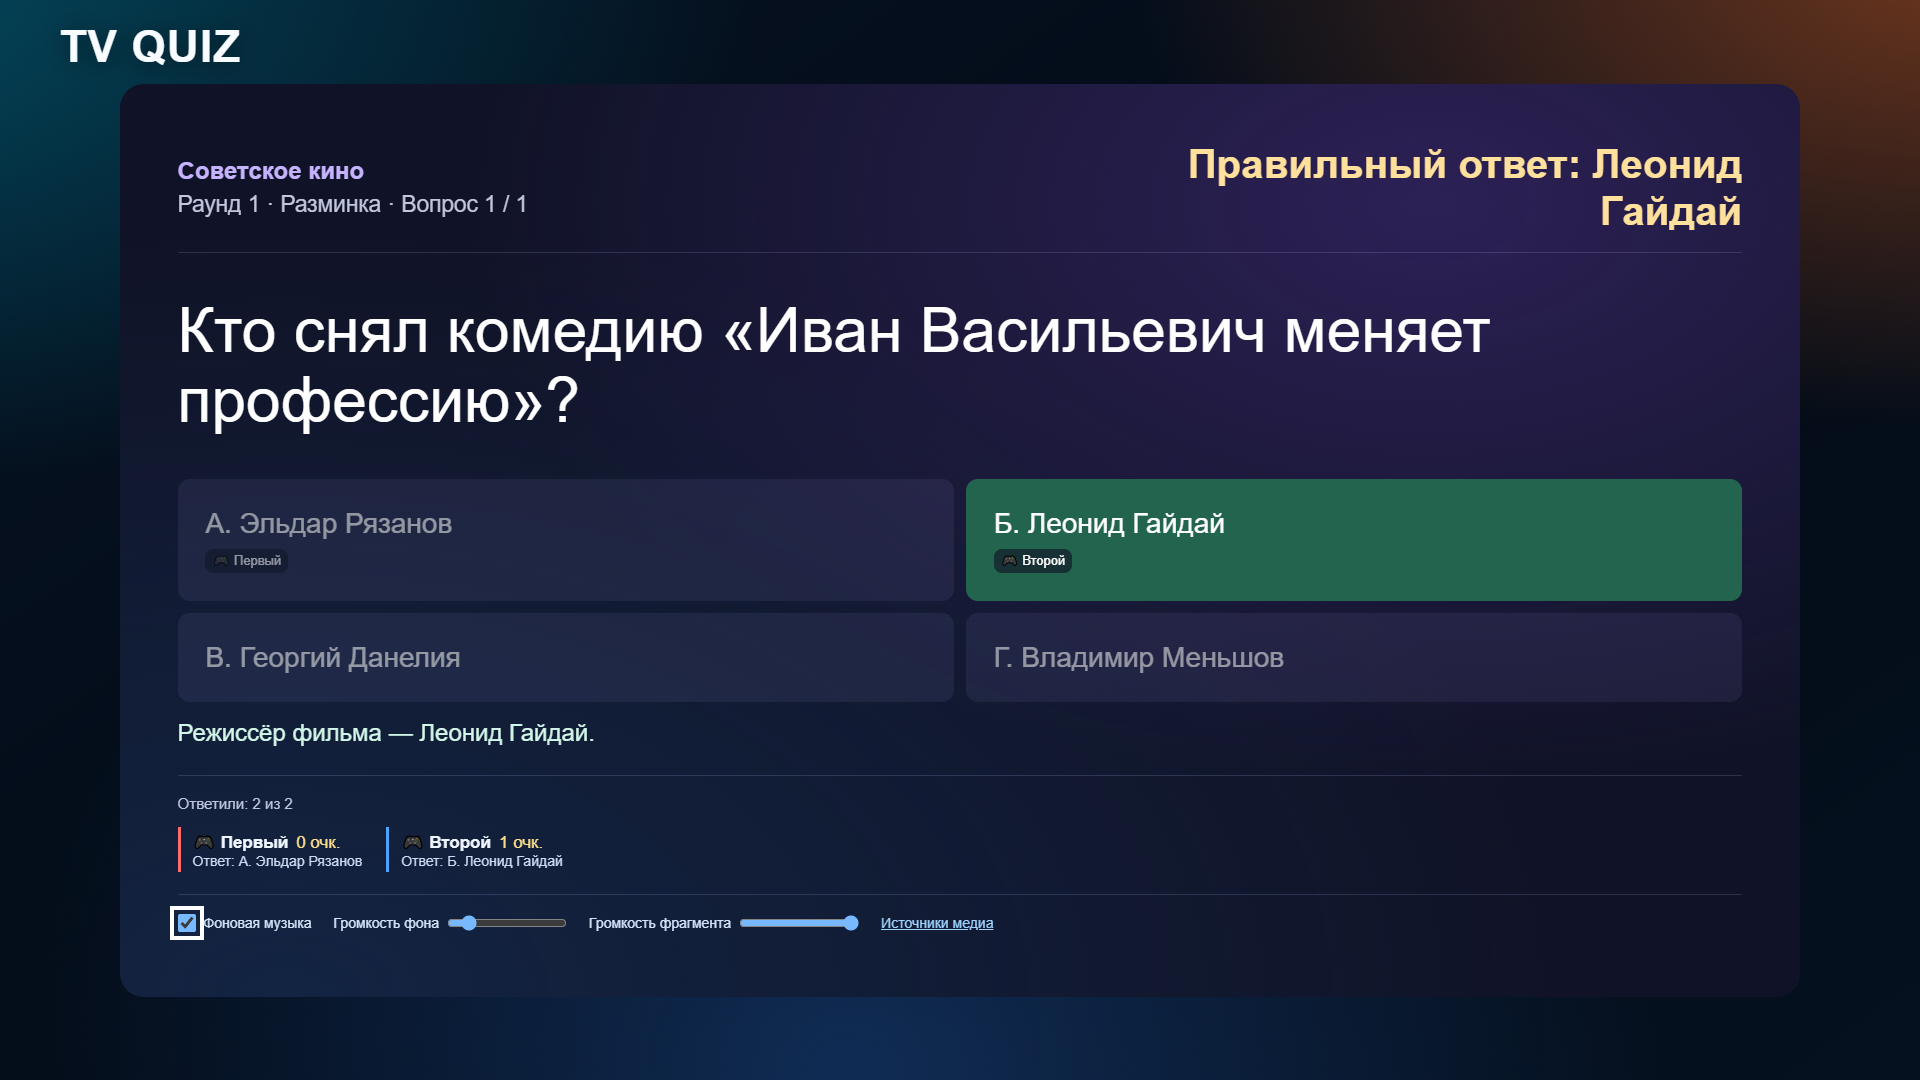 TV QUIZ
Советское кино
Раунд 1 · Разминка · Вопрос 1 / 1
Правильный ответ: Леонид
Гайдай
Кто снял комедию «Иван Васильевич меняет
профессию»?
А. Эльдар Рязанов
Первый
Б. Леонид Гайдай
Второй
В. Георгий Данелия
Г. Владимир Меньшов
Режиссёр фильма — Леонид Гайдай.
Ответили: 2 из 2
Первый 0 очк.
Ответ: А. Эльдар Рязанов
Второй 1 очк.
Ответ: Б. Леонид Гайдай
Фоновая музыка
Громкость фона
Громкость фрагмента
Источники медиа